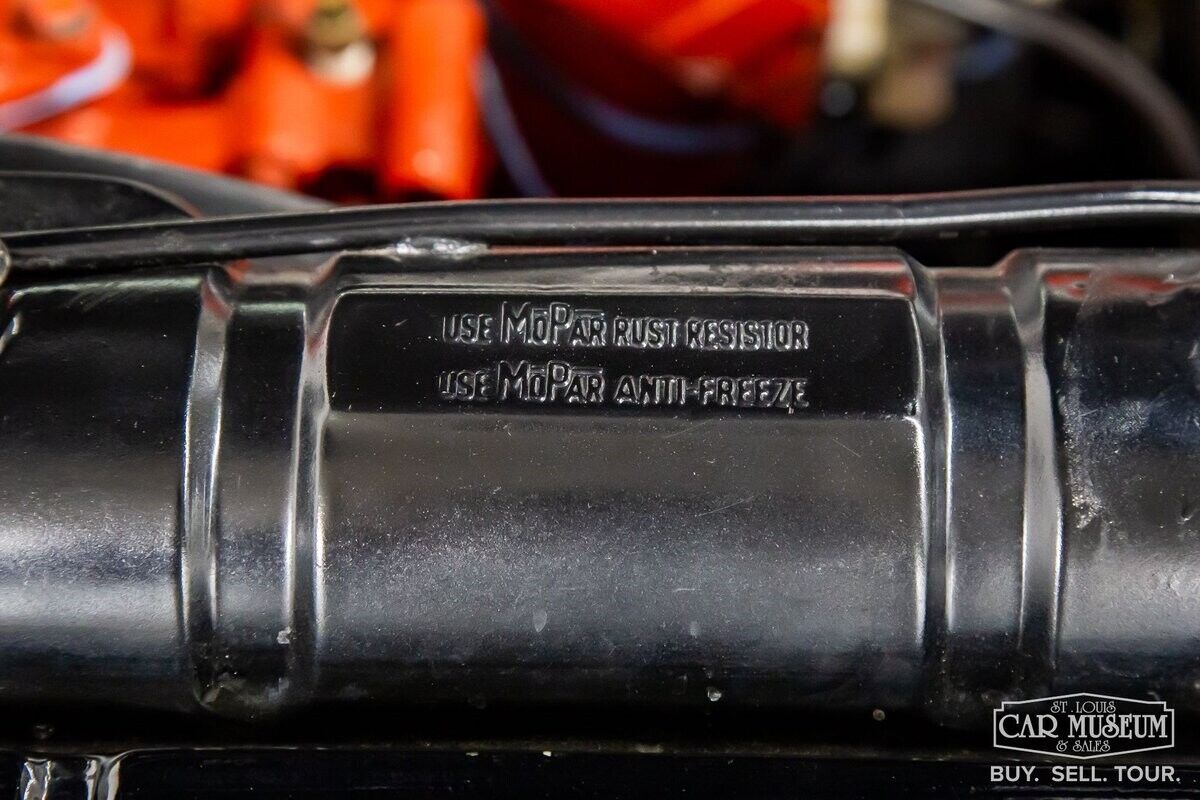 USE MOPAR RUST RESISTOR
USE MOPAR ANTI-FREEZE
ST. LOUIS
CAR MUSEUM
& SALES
BUY. SELL. TOUR.